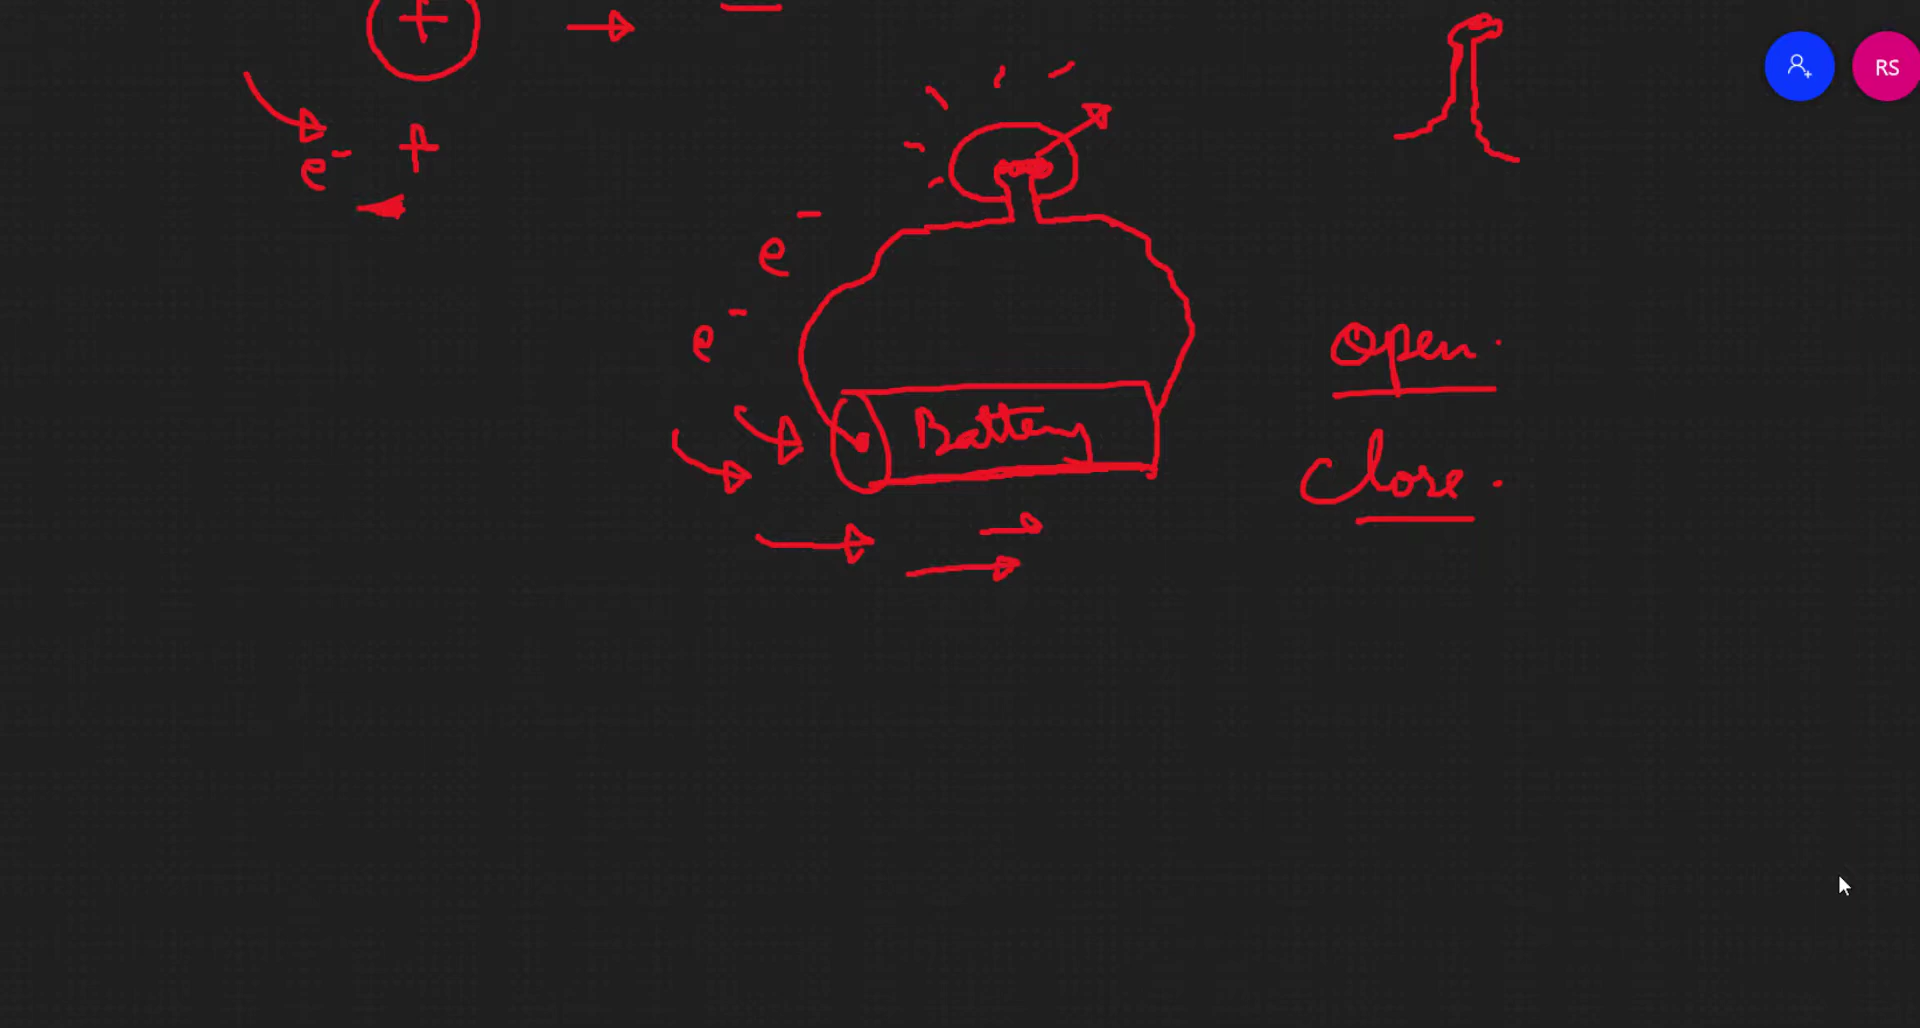 +
RS
e⁻ +
e⁻
e⁻
Open.
Battery
Close.